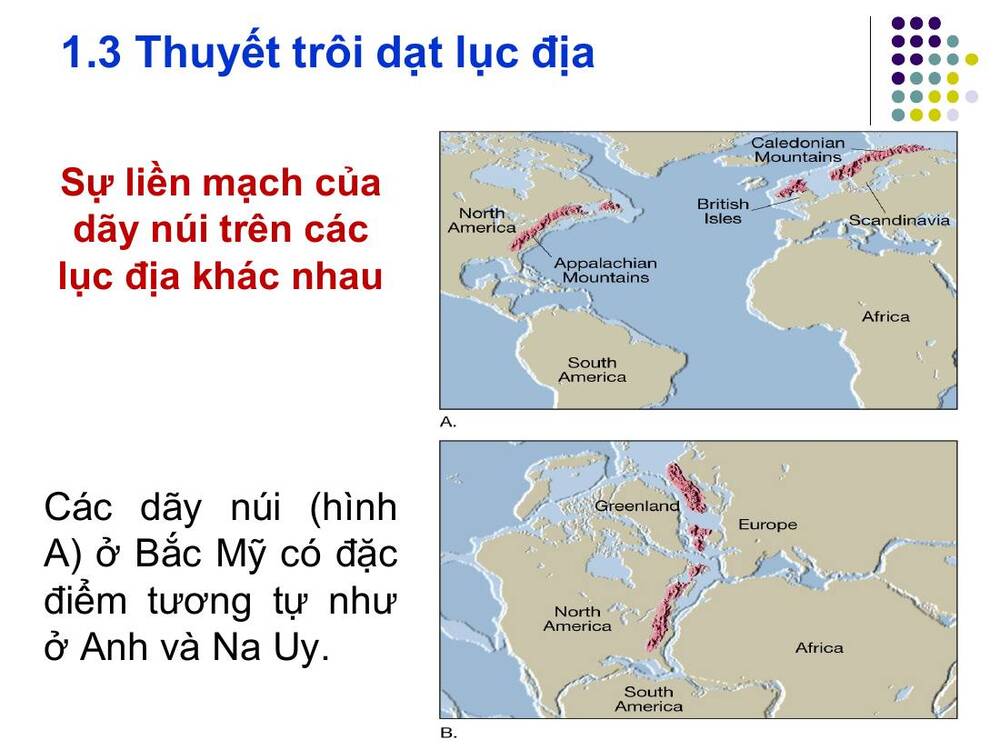 1.3 Thuyết trôi dạt lục địa
Sự liền mạch của
dãy núi trên các
lục địa khác nhau
Caledonian
Mountains
British
Isles
Scandinavia
North
America
Appalachian
Mountains
Africa
South
America
A.
Các dãy núi (hình
A) ở Bắc Mỹ có đặc
điểm tương tự như
ở Anh và Na Uy.
Greenland
Europe
North
America
Africa
South
America
B.